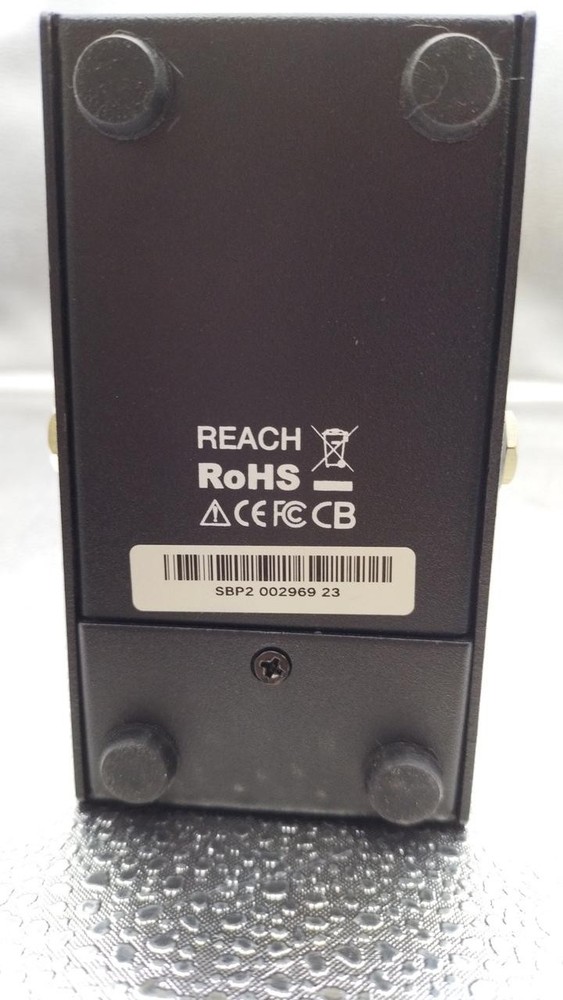 REACH
RoHS
CE FC CB
SBP2 002969 23